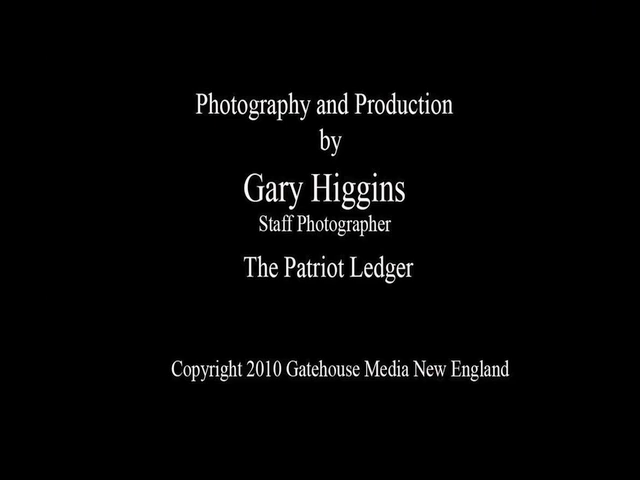 Photography and Production
by
Gary Higgins
Staff Photographer
The Patriot Ledger
Copyright 2010 Gatehouse Media New England